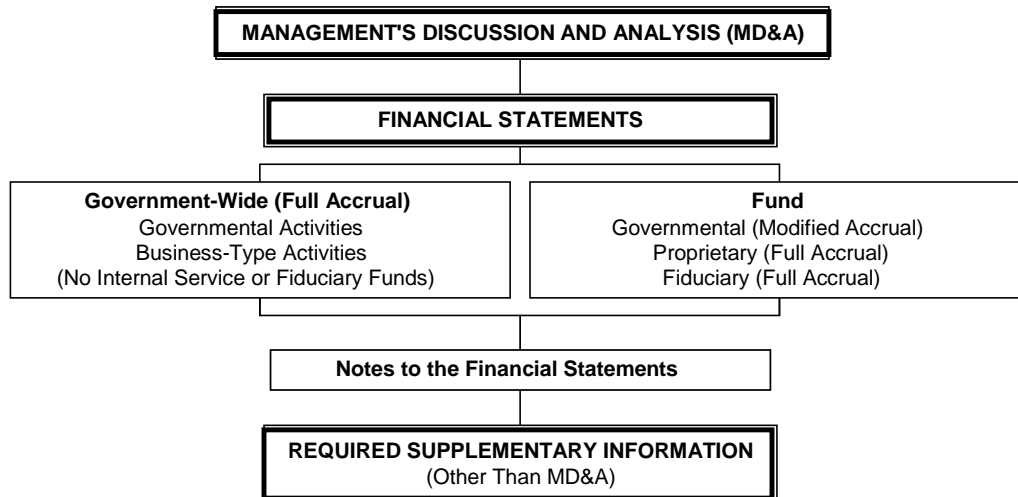 MANAGEMENT'S DISCUSSION AND ANALYSIS (MD&A)
FINANCIAL STATEMENTS
Government-Wide (Full Accrual)
Governmental Activities
Business-Type Activities
(No Internal Service or Fiduciary Funds)
Fund
Governmental (Modified Accrual)
Proprietary (Full Accrual)
Fiduciary (Full Accrual)
Notes to the Financial Statements
REQUIRED SUPPLEMENTARY INFORMATION
(Other Than MD&A)